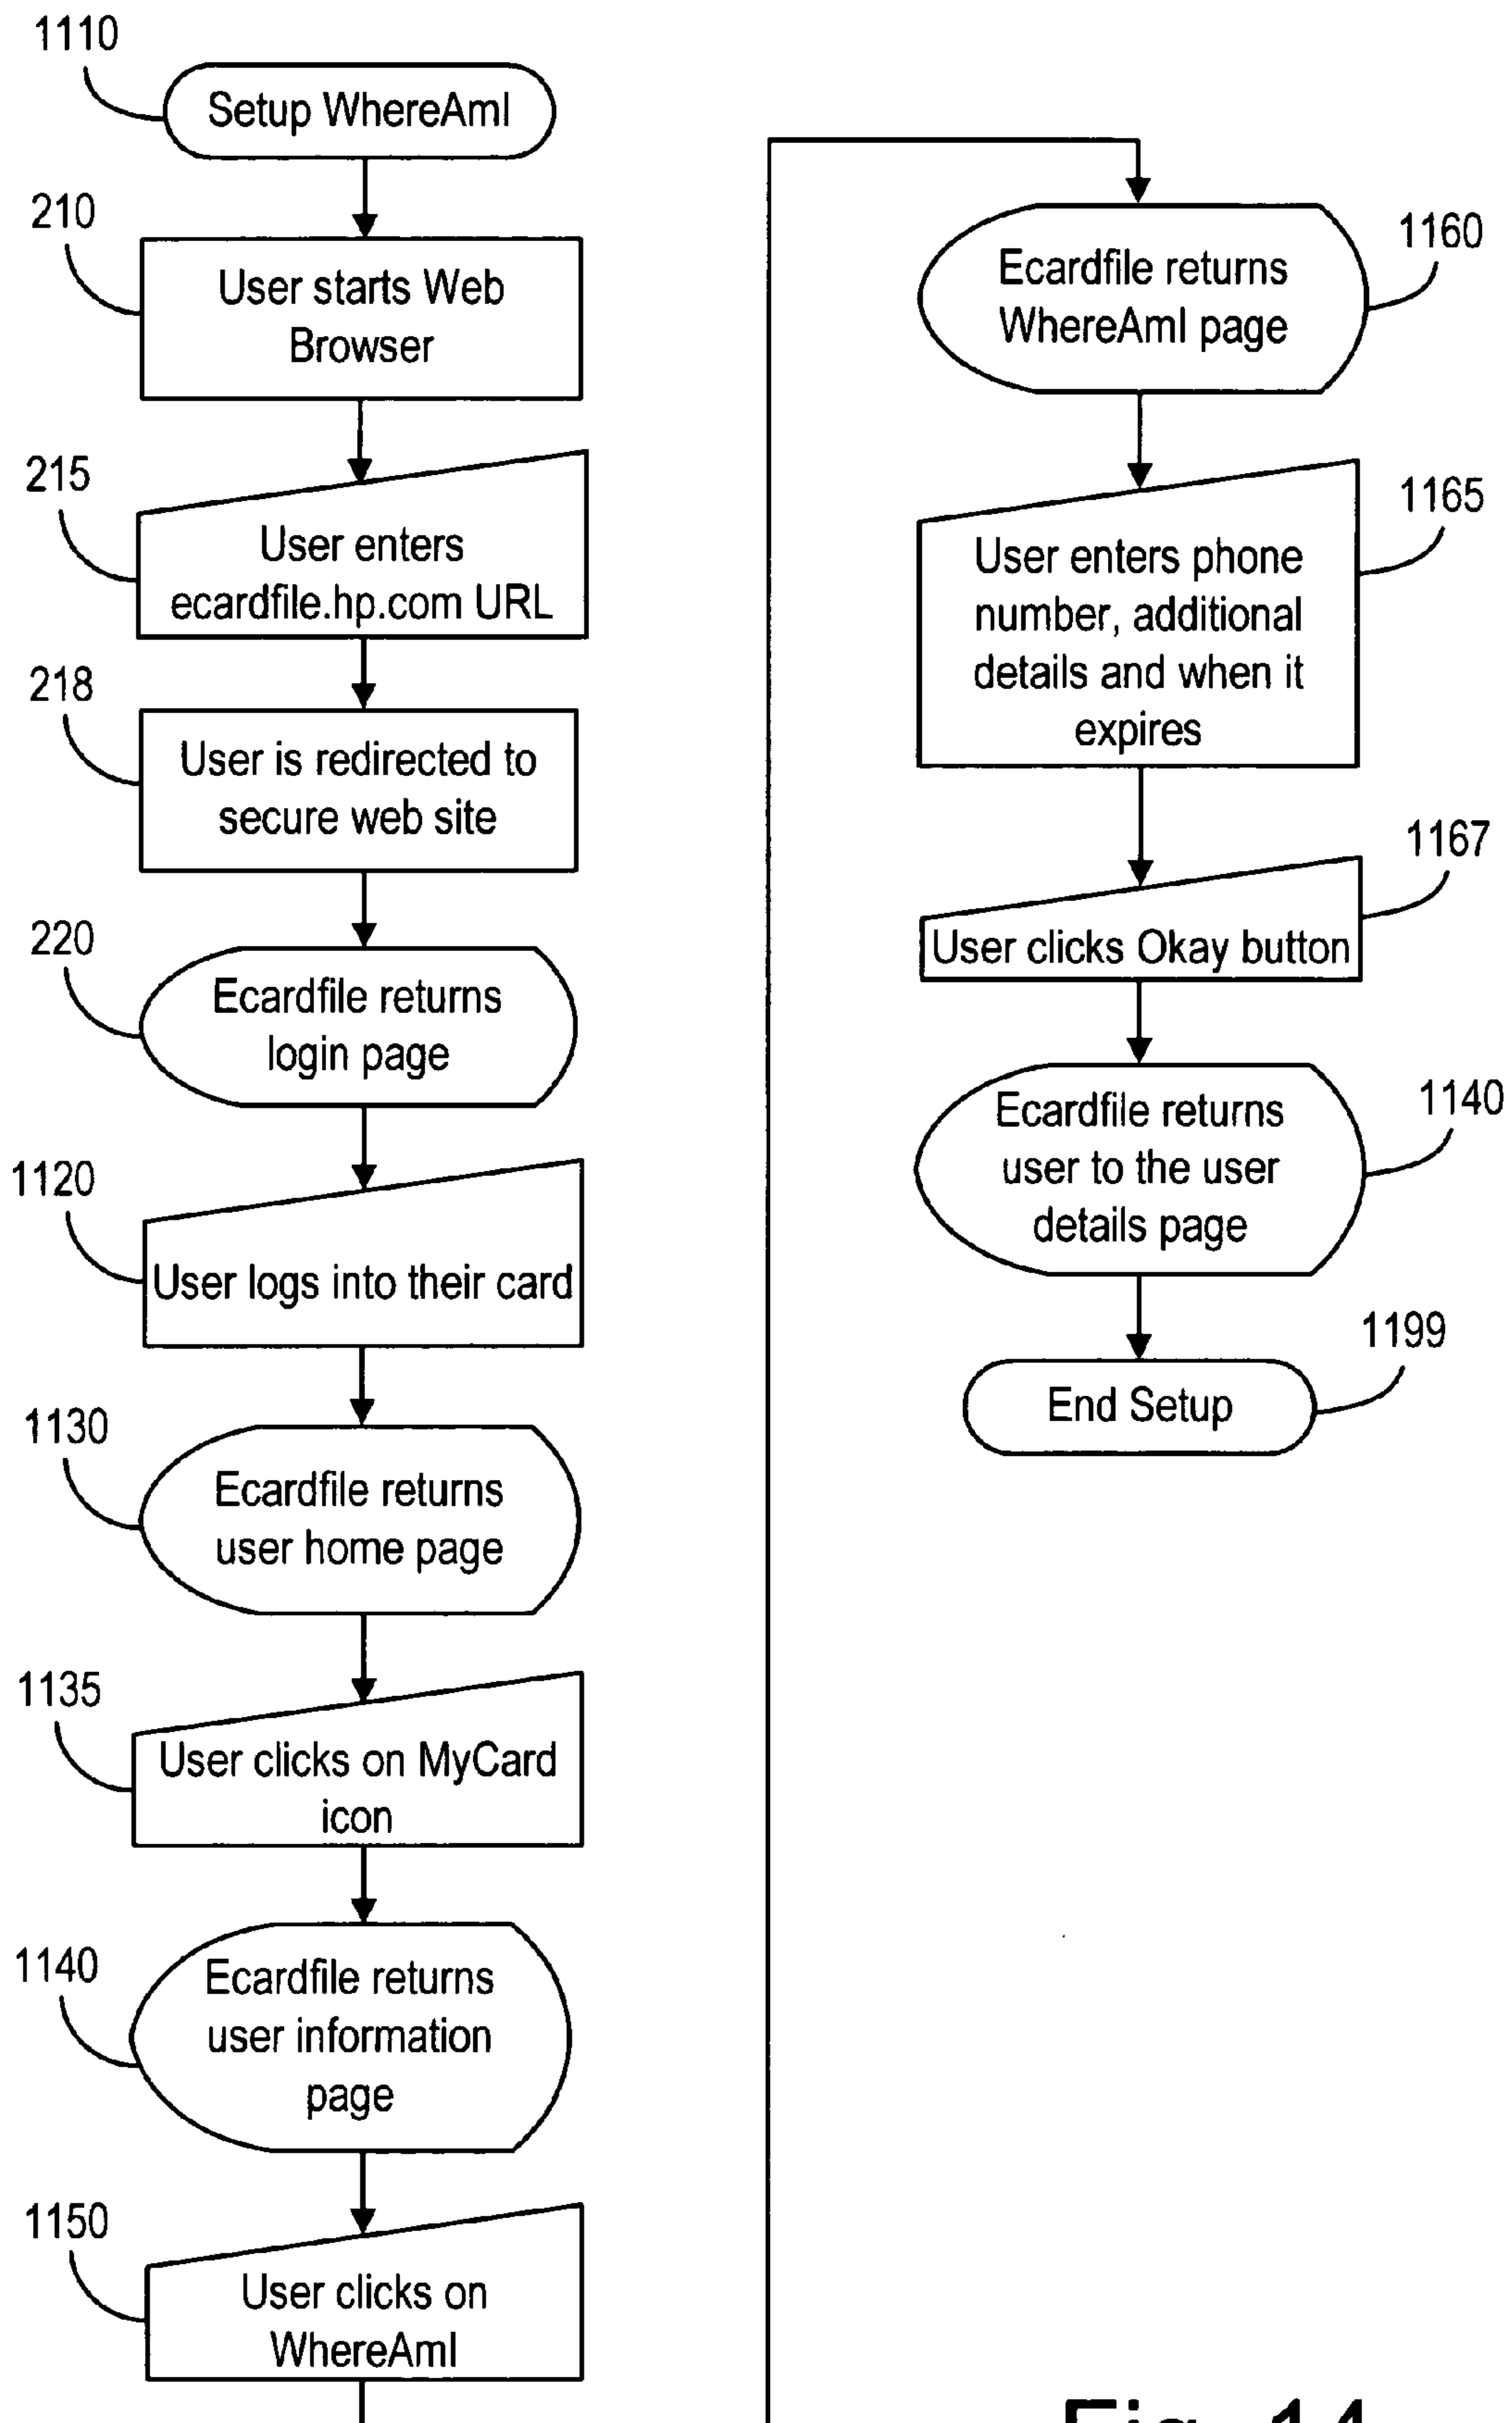 1110
Setup WhereAmI
210
User starts Web
Browser
215
User enters
ecardfile.hp.com URL
218
User is redirected to
secure web site
220
Ecardfile returns
login page
1120
User logs into their card
1130
Ecardfile returns
user home page
1135
User clicks on MyCard
icon
1140
Ecardfile returns
user information
page
1150
User clicks on
WhereAmI
1160
Ecardfile returns
WhereAmI page
1165
User enters phone
number, additional
details and when it
expires
1167
User clicks Okay button
1140
Ecardfile returns
user to the user
details page
1199
End Setup
Fig. 14